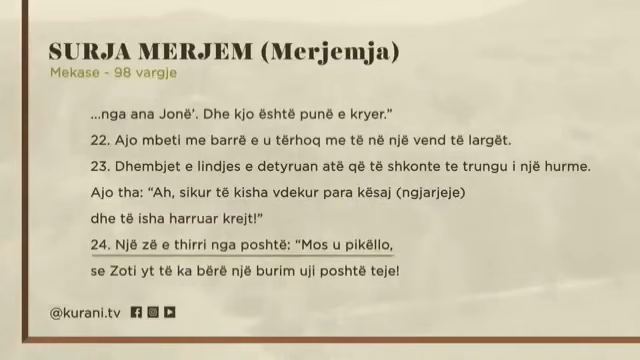 SURJA MERJEM (Merjemja)
Mekase - 98 vargje
...nga ana Jonë’. Dhe kjo është punë e kryer.”
22. Ajo mbeti me barrë e u tërhoq me të në një vend të largët.
23. Dhembjet e lindjes e detyruan atë që të shkonte te trungu i një hurme.
Ajo tha: “Ah, sikur të kisha vdekur para kësaj (ngjarjeje)
dhe të isha harruar krejt!”
24. Një zë e thirri nga poshtë: “Mos u pikëllo,
se Zoti yt të ka bërë një burim uji poshtë teje!
@kurani.tv